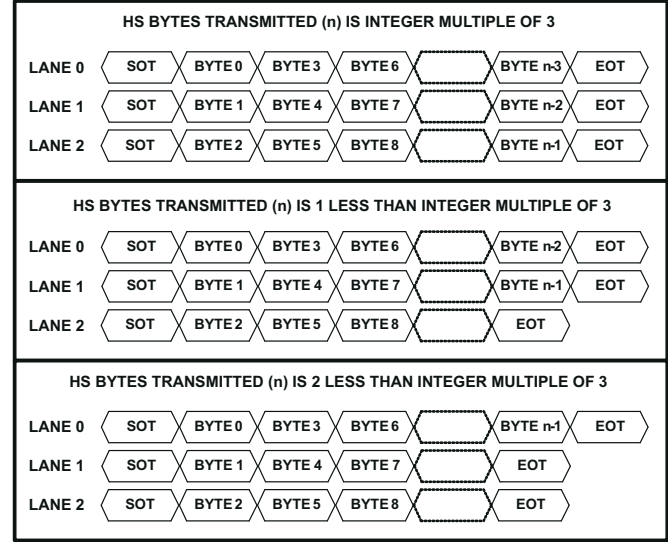 HS BYTES TRANSMITTED (n) IS INTEGER MULTIPLE OF 3
LANE 0 SOT BYTE 0 BYTE 3 BYTE 6 BYTE n-3 EOT
LANE 1 SOT BYTE 1 BYTE 4 BYTE 7 BYTE n-2 EOT
LANE 2 SOT BYTE 2 BYTE 5 BYTE 8 BYTE n-1 EOT
HS BYTES TRANSMITTED (n) IS 1 LESS THAN INTEGER MULTIPLE OF 3
LANE 0 SOT BYTE 0 BYTE 3 BYTE 6 BYTE n-2 EOT
LANE 1 SOT BYTE 1 BYTE 4 BYTE 7 BYTE n-1 EOT
LANE 2 SOT BYTE 2 BYTE 5 BYTE 8 EOT
HS BYTES TRANSMITTED (n) IS 2 LESS THAN INTEGER MULTIPLE OF 3
LANE 0 SOT BYTE 0 BYTE 3 BYTE 6 BYTE n-1 EOT
LANE 1 SOT BYTE 1 BYTE 4 BYTE 7 EOT
LANE 2 SOT BYTE 2 BYTE 5 BYTE 8 EOT